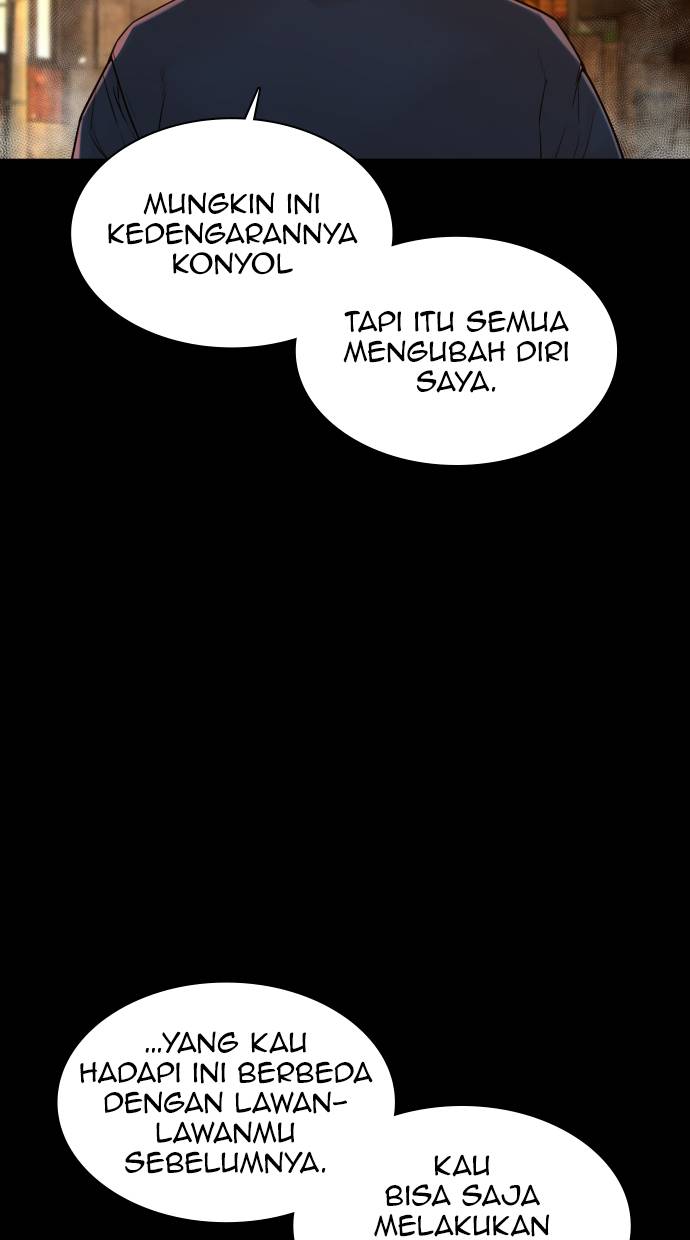 MUNGKIN INI
KEDENGARANNYA
KONYOL
TAPI ITU SEMUA
MENGUBAH DIRI
SAYA.
...YANG KAU
HADAPI INI BERBEDA
DENGAN LAWAN-
LAWANMU
SEBELUMNYA.
KAU
BISA SAJA
MELAKUKAN